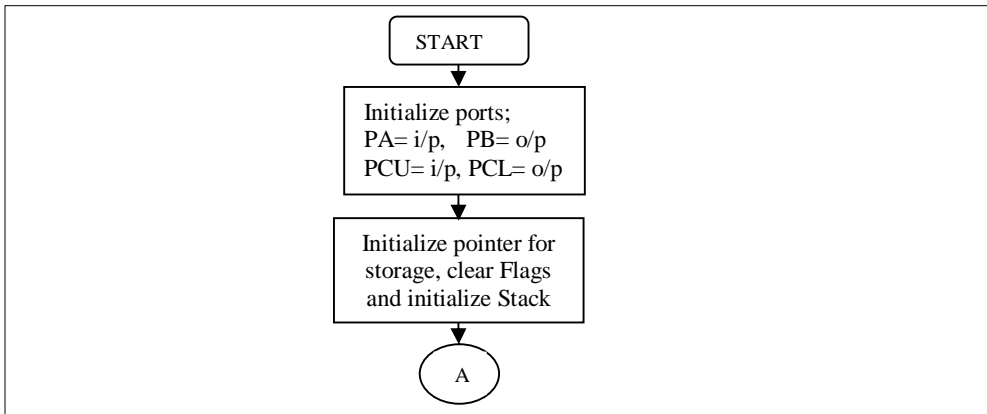 START
Initialize ports;
PA= i/p, PB= o/p
PCU= i/p, PCL= o/p
Initialize pointer for
storage, clear Flags
and initialize Stack
A